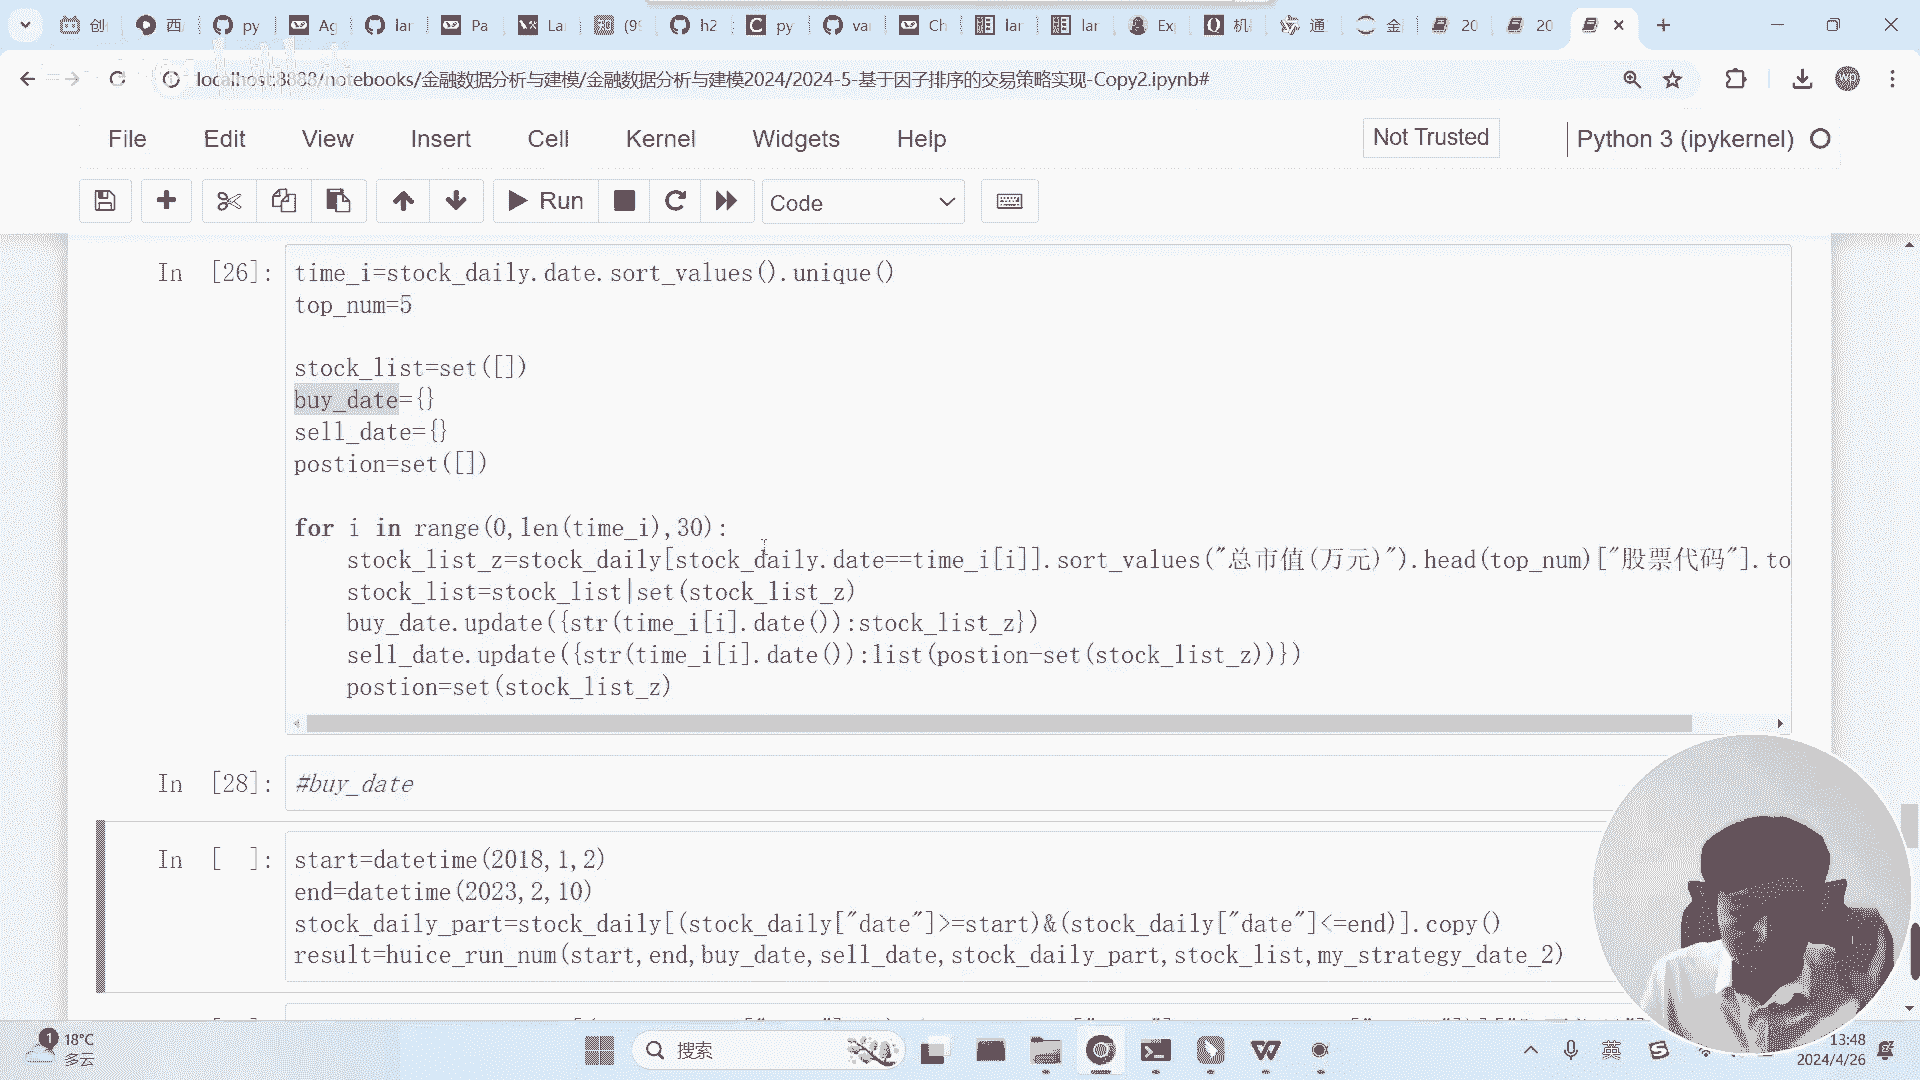 创 西 py Ag lar Pa La (9 h2 py va Ch lar lar Ex 机 通 金 20 20
localhost:8888/notebooks/金融数据分析与建模/金融数据分析与建模2024/2024-5-基于因子排序的交易策略实现-Copy2.ipynb#
File Edit View Insert Cell Kernel Widgets Help Not Trusted Python 3 (ipykernel)
Run Code
In [26]: time_i=stock_daily.date.sort_values().unique()
top_num=5
stock_list=set([])
buy_date={}
sell_date={}
postion=set([])
for i in range(0,len(time_i),30):
stock_list_z=stock_daily[stock_daily.date==time_i[i]].sort_values("总市值(万元)").head(top_num)["股票代码"].to
stock_list=stock_list|set(stock_list_z)
buy_date.update({str(time_i[i].date()):stock_list_z})
sell_date.update({str(time_i[i].date()):list(postion-set(stock_list_z))})
postion=set(stock_list_z)
In [28]: #buy_date
In [ ]: start=datetime(2018,1,2)
end=datetime(2023,2,10)
stock_daily_part=stock_daily[(stock_daily["date"]>=start)&(stock_daily["date"]<=end)].copy()
result=huice_run_num(start,end,buy_date,sell_date,stock_daily_part,stock_list,my_strategy_date_2)
1 18°C
多云
搜索
英
13:48
2024/4/26